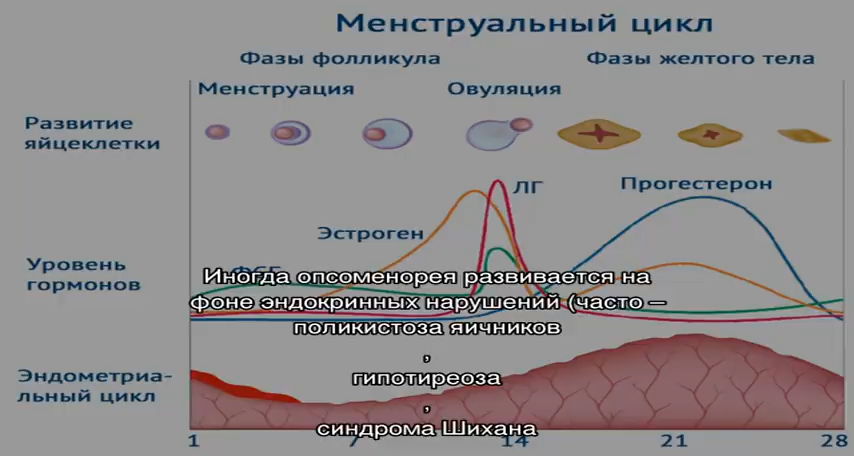 Менструальный цикл
Фазы фолликула
Фазы желтого тела
Менструация
Овуляция
Развитие
яйцеклетки
ЛГ
Прогестерон
Эстроген
Уровень
гормонов
Иногда опсоменорея развивается на
фоне эндокринных нарушений (часто –
поликистоза яичников
,
гипотиреоза
,
синдрома Шихана
Эндометриа-
льный цикл
1
7
14
21
28